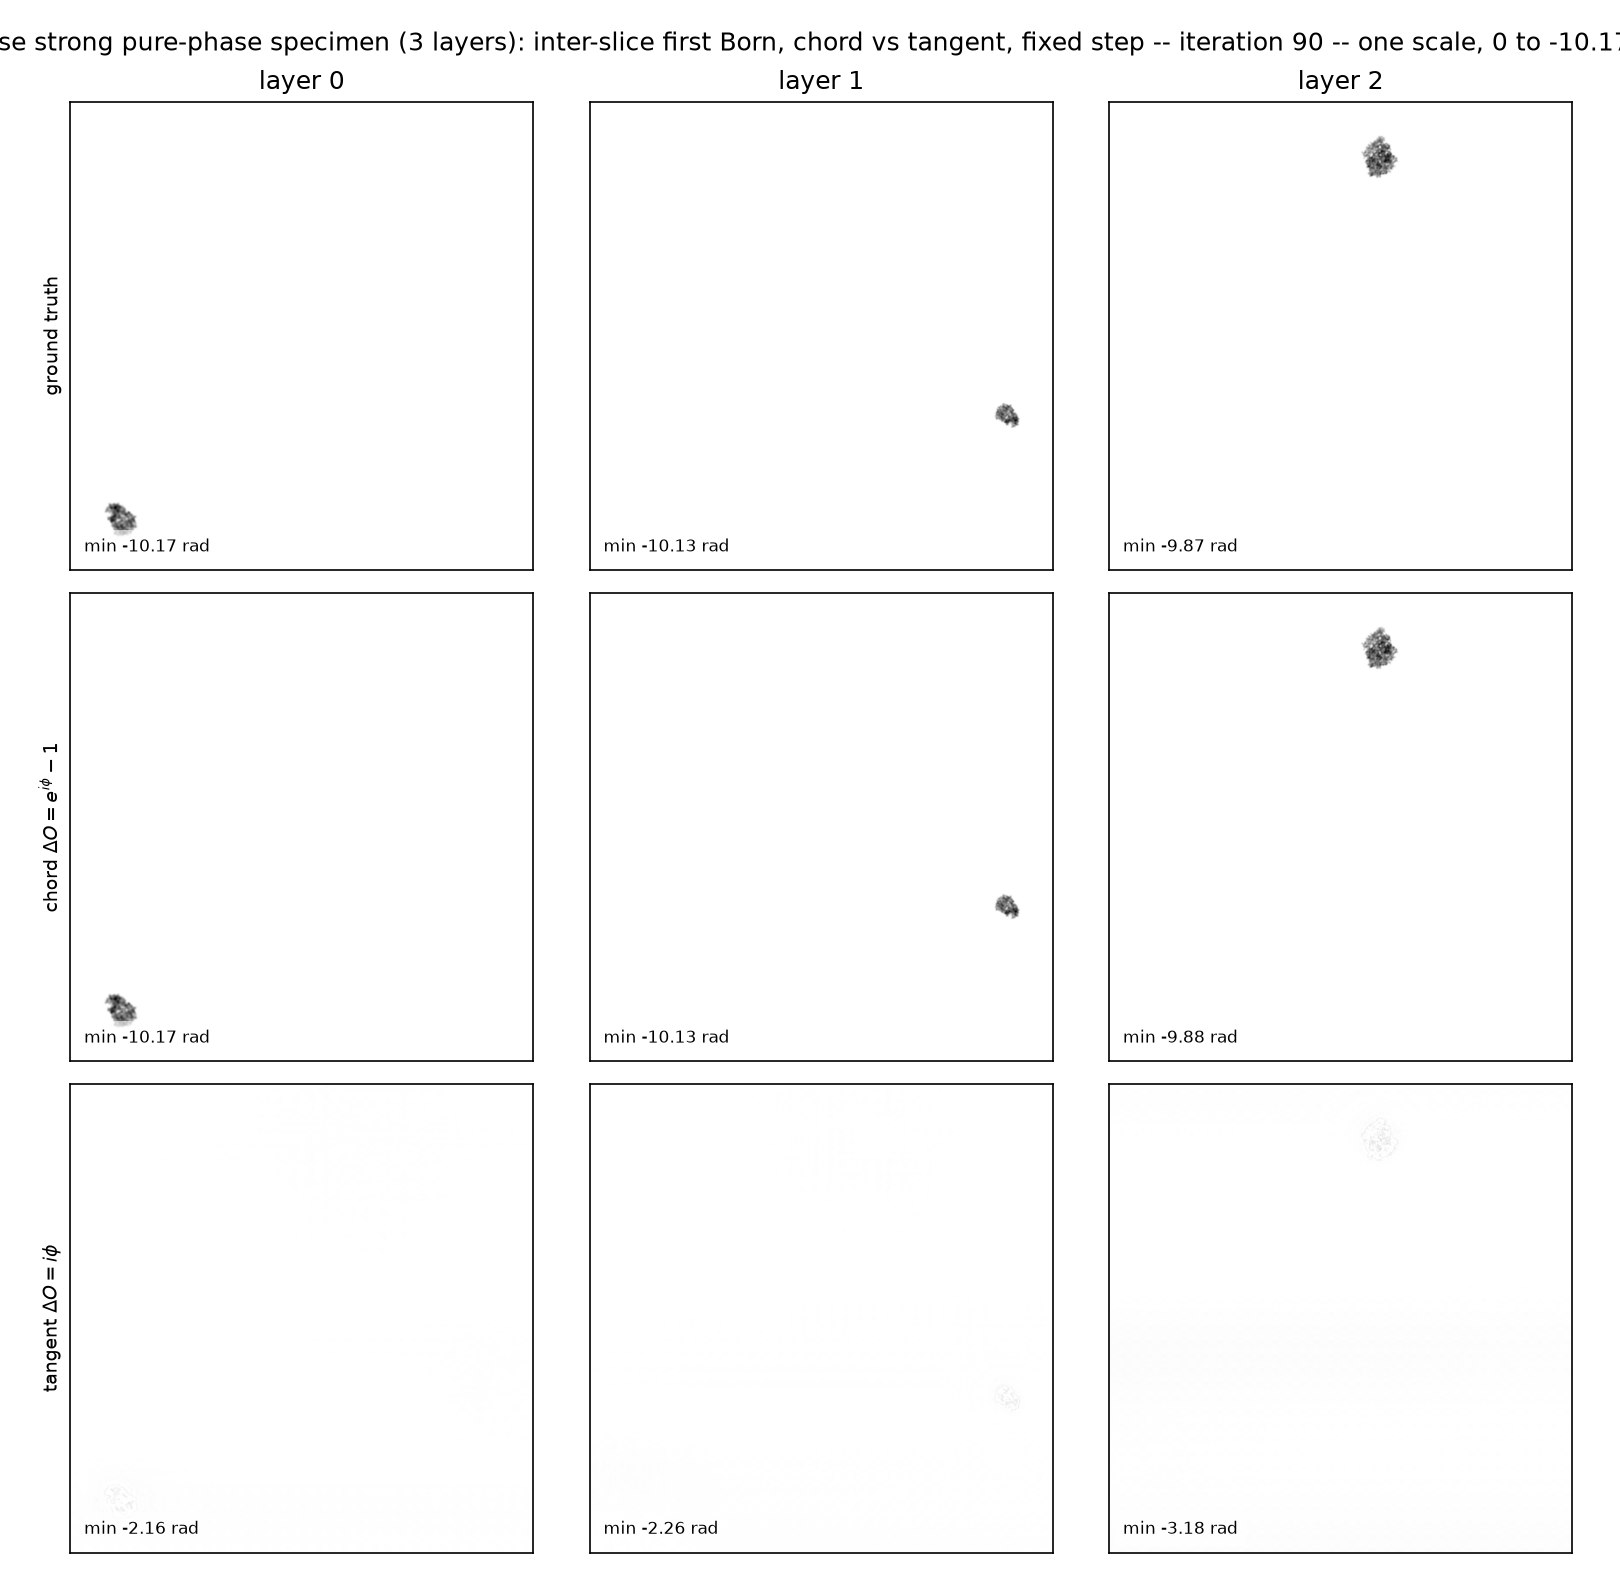 se strong pure-phase specimen (3 layers): inter-slice first Born, chord vs tangent, fixed step -- iteration 90 -- one scale, 0 to -10.17
layer 0 layer 1 layer 2
ground truth
min -10.17 rad min -10.13 rad min -9.87 rad
chord ΔO = e^{iϕ} − 1
min -10.17 rad min -10.13 rad min -9.88 rad
tangent ΔO = iϕ
min -2.16 rad min -2.26 rad min -3.18 rad